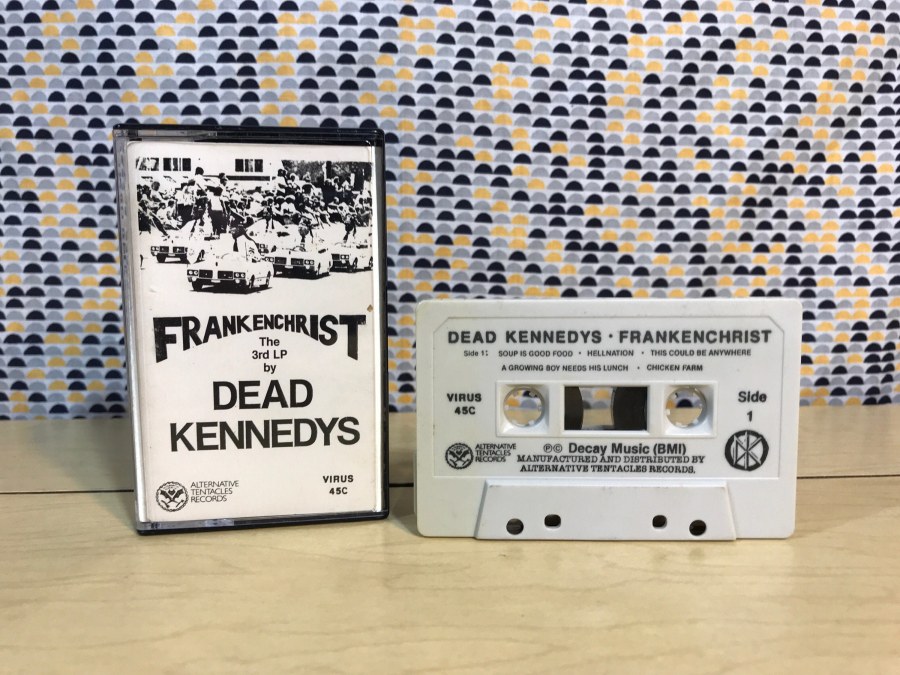 FRANKENCHRIST
The
3rd LP
by
DEAD
KENNEDYS
ALTERNATIVE
TENTACLES
RECORDS
VIRUS
45C
DEAD KENNEDYS · FRANKENCHRIST
Side 1: SOUP IS GOOD FOOD • HELLNATION • THIS COULD BE ANYWHERE
A GROWING BOY NEEDS HIS LUNCH • CHICKEN FARM
VIRUS
45C
Side
1
ALTERNATIVE
TENTACLES
RECORDS
℗© Decay Music (BMI)
MANUFACTURED AND DISTRIBUTED BY
ALTERNATIVE TENTACLES RECORDS.
DK